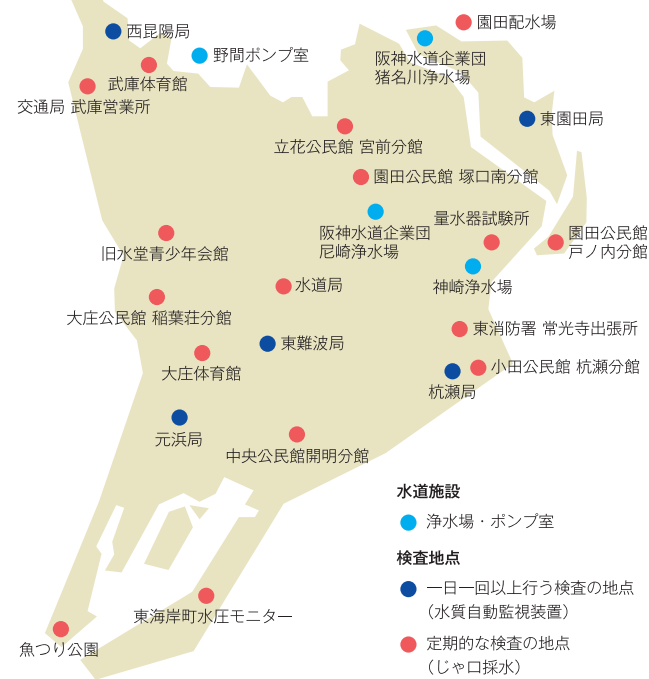 園田配水場
西昆陽局
野間ポンプ室
阪神水道企業団
猪名川浄水場
武庫体育館
交通局 武庫営業所
東園田局
立花公民館 宮前分館
園田公民館 塚口南分館
量水器試験所
阪神水道企業団
尼崎浄水場
園田公民館
戸ノ内分館
旧水堂青少年会館
水道局
神崎浄水場
大庄公民館 稲葉荘分館
東消防署 常光寺出張所
東難波局
大庄体育館
小田公民館 杭瀬分館
杭瀬局
元浜局
中央公民館開明分館
水道施設
浄水場・ポンプ室
検査地点
一日一回以上行う検査の地点
（水質自動監視装置）
東海岸町水圧モニター
魚つり公園
定期的な検査の地点
（じゃ口採水）